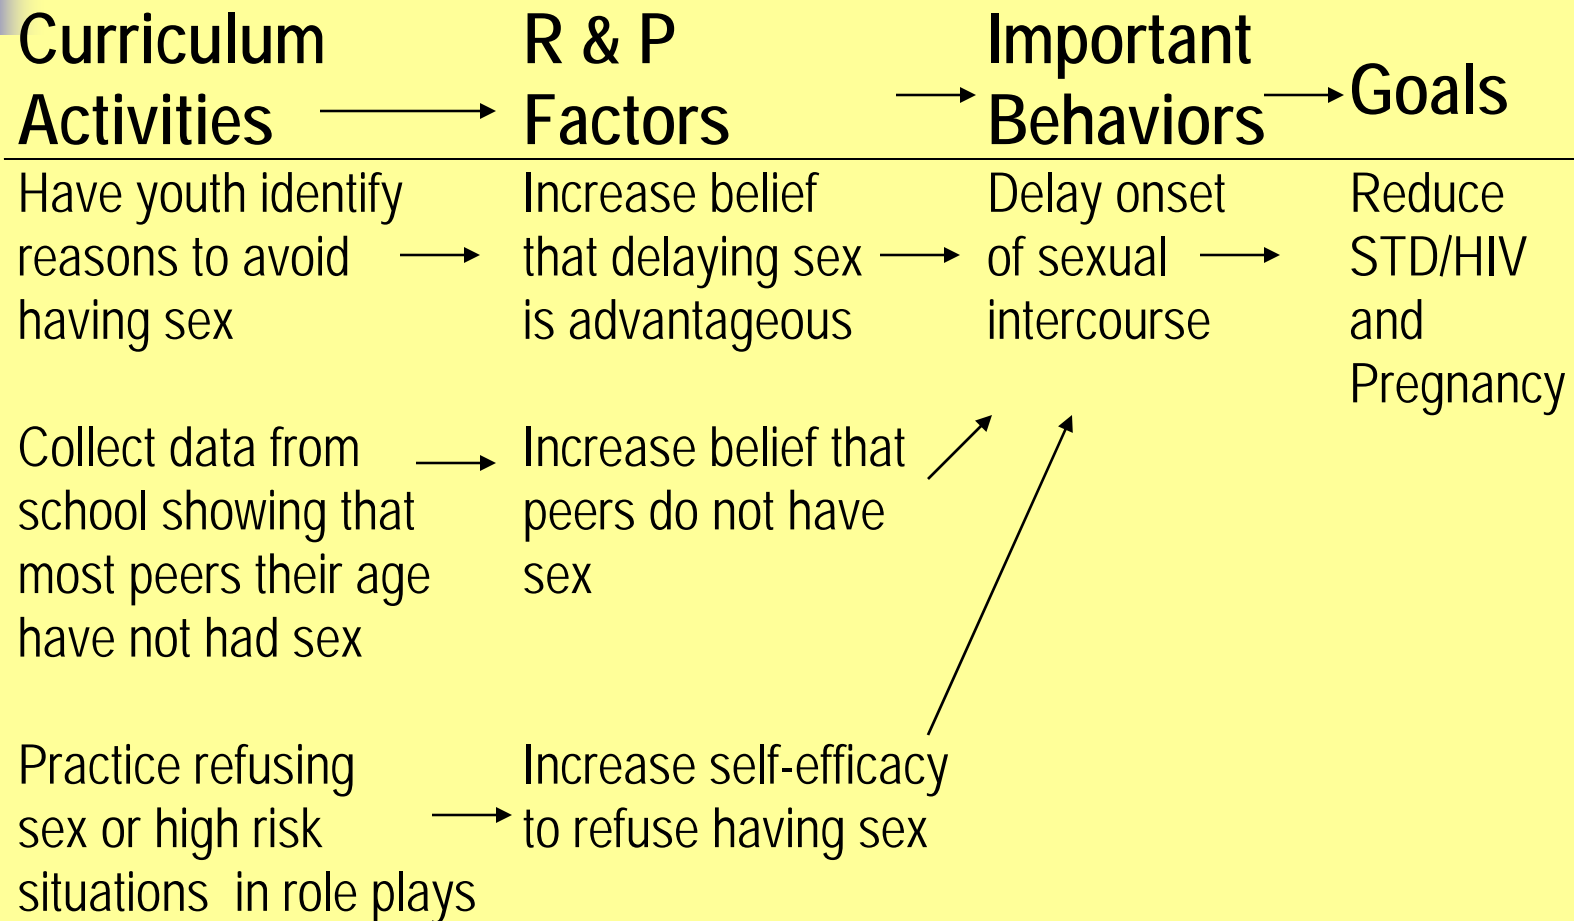 Curriculum
Activities
R & P
Factors
Important
Behaviors
Goals
Have youth identify
reasons to avoid
having sex
Increase belief
that delaying sex
is advantageous
Delay onset
of sexual
intercourse
Reduce
STD/HIV
and
Pregnancy
Collect data from
school showing that
most peers their age
have not had sex
Increase belief that
peers do not have
sex
Practice refusing
sex or high risk
situations in role plays
Increase self-efficacy
to refuse having sex